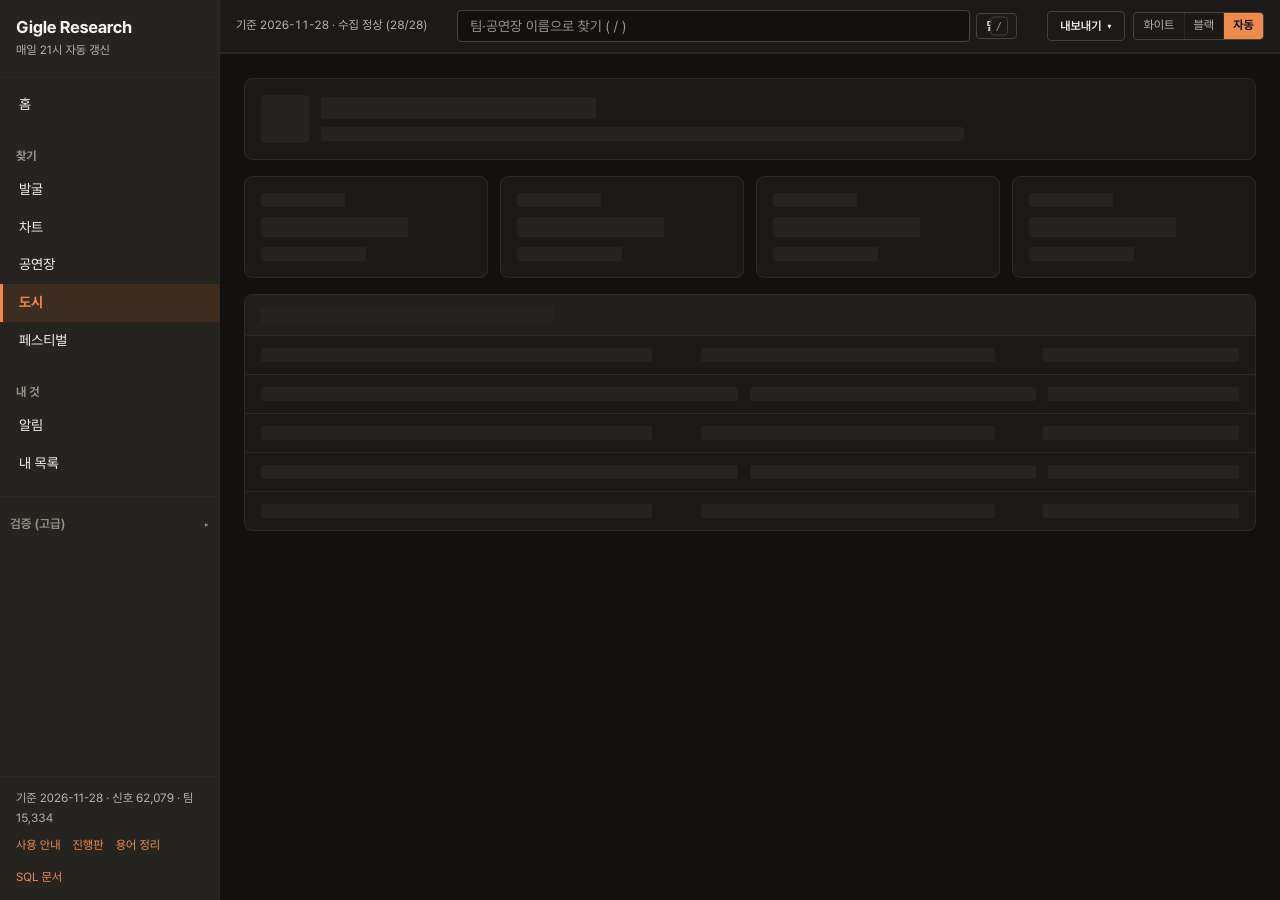 Gigle Research
매일 21시 자동 갱신
홈
찾기
발굴
차트
공연장
도시
페스티벌
내 것
알림
내 목록
검증 (고급)
기준 2026-11-28 · 신호 62,079 · 팀
15,334
사용 안내 진행판 용어 정리
SQL 문서
기준 2026-11-28 · 수집 정상 (28/28)
팀·공연장 이름으로 찾기 ( / )
/
내보내기 ▾
화이트 블랙 자동